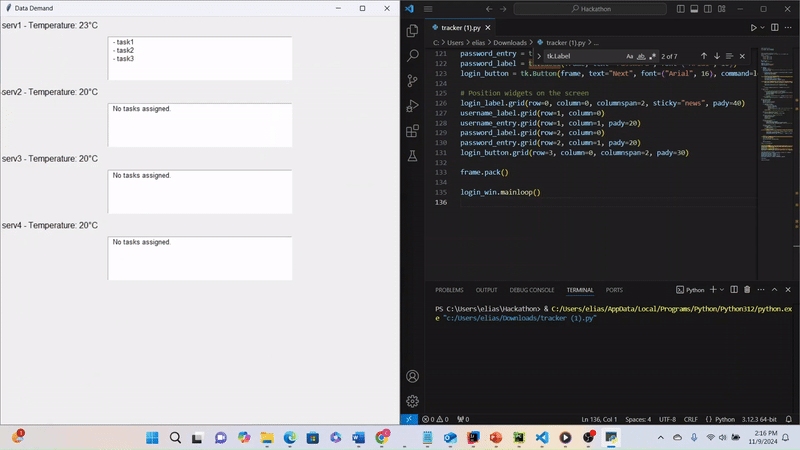 Data Demand
serv1 - Temperature: 23°C
- task1
- task2
- task3
serv2 - Temperature: 20°C
No tasks assigned.
serv3 - Temperature: 20°C
No tasks assigned.
serv4 - Temperature: 20°C
No tasks assigned.
Hackathon
tracker (1).py
C: > Users > elias > Downloads > tracker (1).py > ...
tk.Label
Aa
ab
2 of 7
121 password_entry = t
122 password_label =
123 login_button = tk.Button(frame, text="Next", font=("Arial", 16), command=l
125 # Position widgets on the screen
126 login_label.grid(row=0, column=0, columnspan=2, sticky="news", pady=40)
127 username_label.grid(row=1, column=0)
128 username_entry.grid(row=1, column=1, pady=20)
129 password_label.grid(row=2, column=0)
130 password_entry.grid(row=2, column=1, pady=20)
131 login_button.grid(row=3, column=0, columnspan=2, pady=30)
132
133 frame.pack()
134
135 login_win.mainloop()
136
PROBLEMS OUTPUT DEBUG CONSOLE TERMINAL PORTS
Python
PS C:\Users\elias\Hackathon> & C:/Users/elias/AppData/Local/Programs/Python/Python312/python.ex
e "c:/Users/elias/Downloads/tracker (1).py"
0 0 0
Ln 136, Col 1 Spaces: 4 UTF-8 CRLF Python 3.12.3 64-bit
2:16 PM
11/9/2024